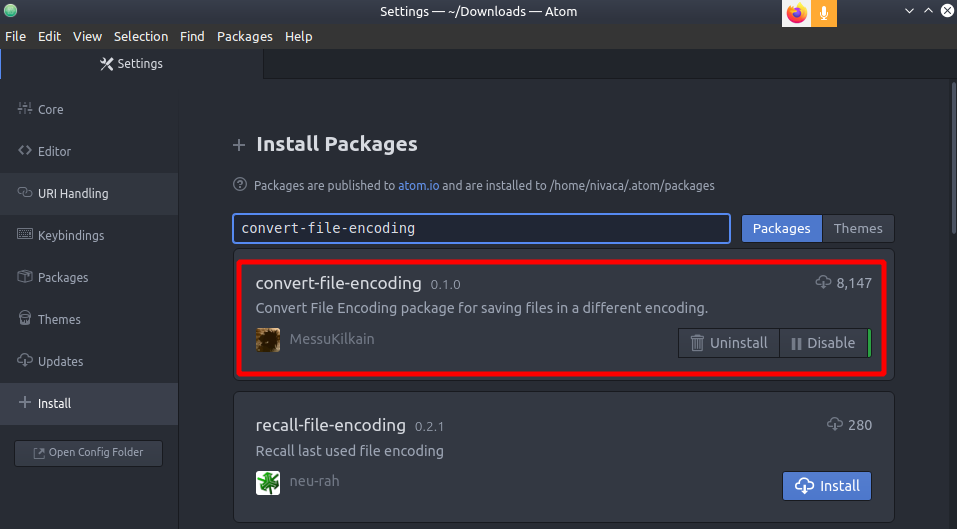 Settings — ~/Downloads — Atom
File Edit View Selection Find Packages Help
Settings
Core
Editor
URI Handling
Keybindings
Packages
Themes
Updates
Install
Open Config Folder
Install Packages
Packages are published to atom.io and are installed to /home/nivaca/.atom/packages
convert-file-encoding
Packages Themes
convert-file-encoding 0.1.0 8,147
Convert File Encoding package for saving files in a different encoding.
MessuKilkain
Uninstall Disable
recall-file-encoding 0.2.1 280
Recall last used file encoding
neu-rah
Install